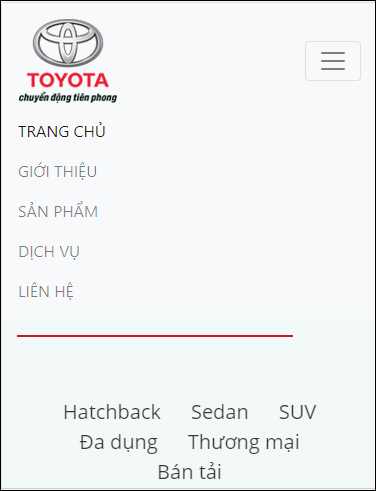 TOYOTA
chuyển động tiên phong
TRANG CHỦ
GIỚI THIỆU
SẢN PHẨM
DỊCH VỤ
LIÊN HỆ
Hatchback Sedan SUV
Đa dụng Thương mại
Bán tải